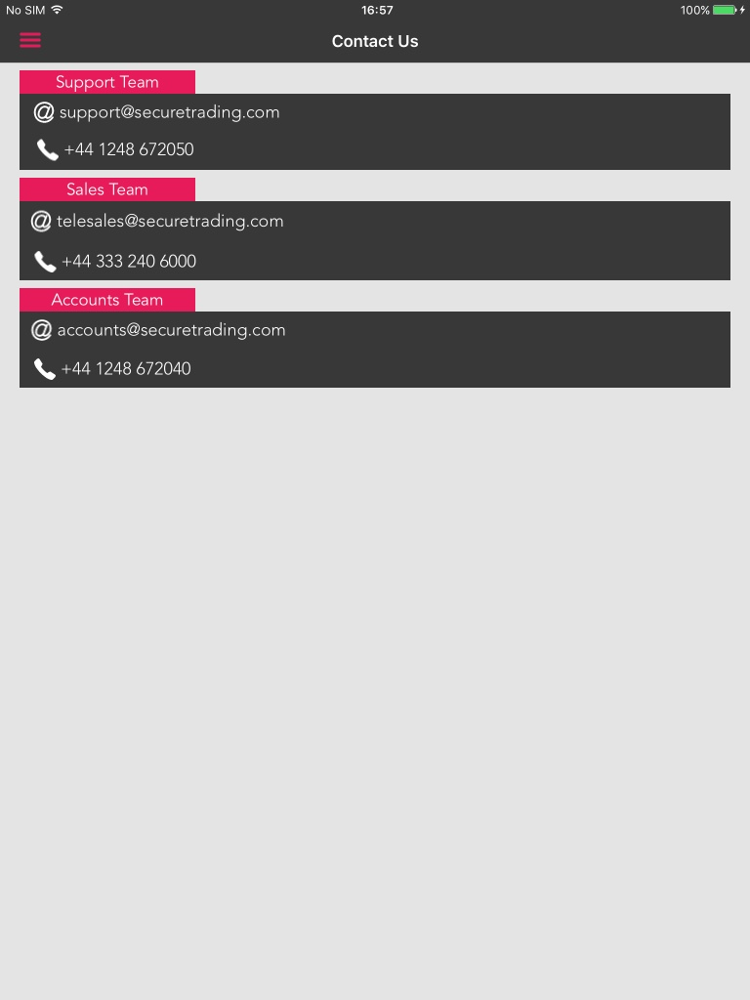 No SIM 16:57 100%
Contact Us
Support Team
@ support@securetrading.com
+44 1248 672050
Sales Team
@ telesales@securetrading.com
+44 333 240 6000
Accounts Team
@ accounts@securetrading.com
+44 1248 672040